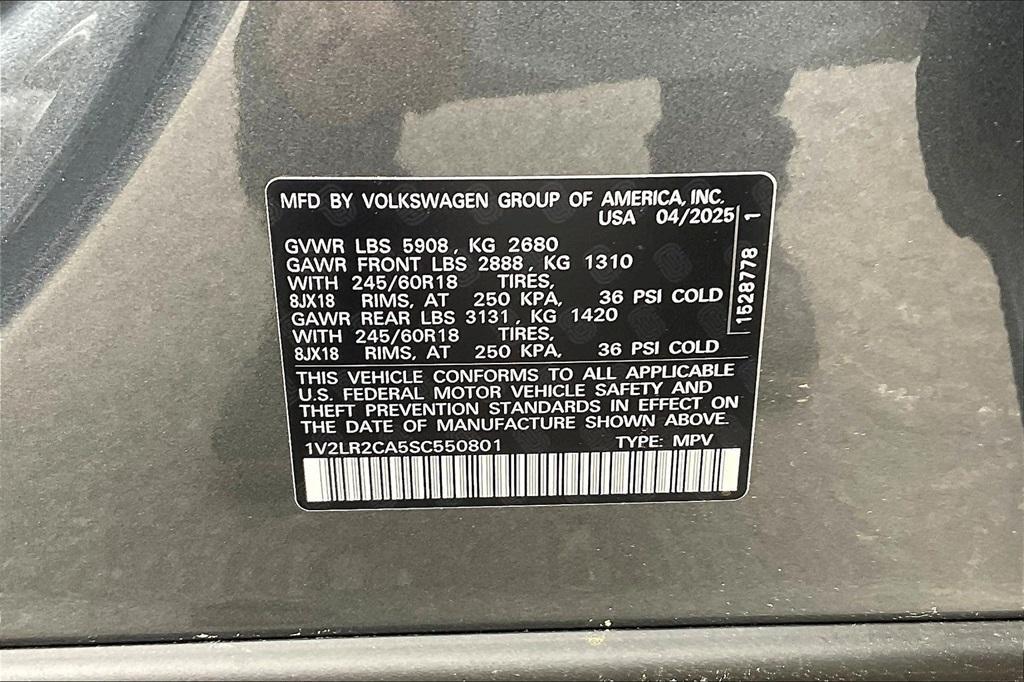 MFD BY VOLKSWAGEN GROUP OF AMERICA, INC.
USA 04/2025
GVWR LBS 5908, KG 2680
GAWR FRONT LBS 2888, KG 1310
WITH 245/60R18 TIRES,
8JX18 RIMS, AT 250 KPA, 36 PSI COLD
GAWR REAR LBS 3131, KG 1420
WITH 245/60R18 TIRES,
8JX18 RIMS, AT 250 KPA, 36 PSI COLD
1528778 1
THIS VEHICLE CONFORMS TO ALL APPLICABLE
U.S. FEDERAL MOTOR VEHICLE SAFETY AND
THEFT PREVENTION STANDARDS IN EFFECT ON
THE DATE OF MANUFACTURE SHOWN ABOVE.
1V2LR2CA5SC550801 TYPE: MPV